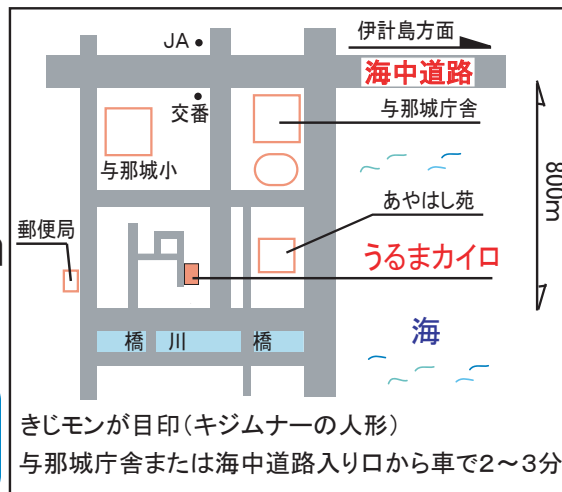 伊計島方面
JA
海中道路
交番
与那城庁舎
与那城小
800m
あやはし苑
郵便局
うるまカイロ
橋 川 橋
海
きじモンが目印(キジムナーの人形)
与那城庁舎または海中道路入り口から車で2～3分